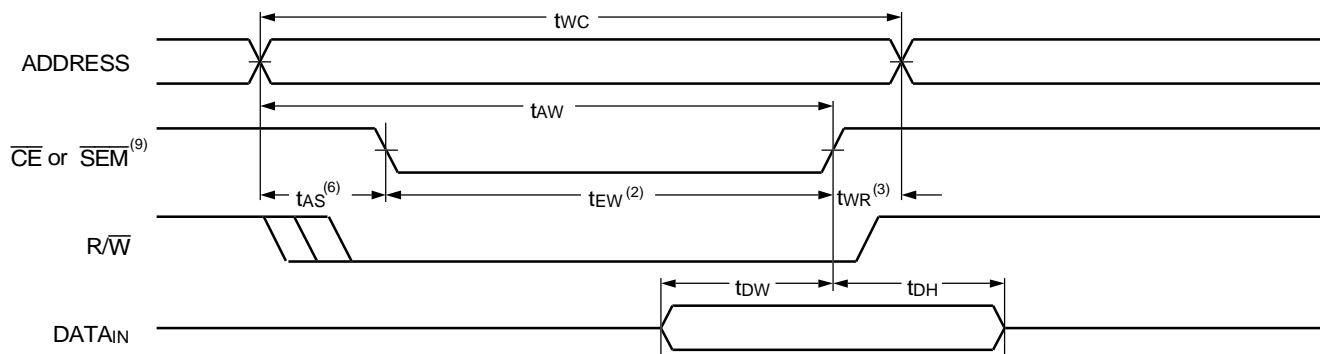 tWC
ADDRESS
tAW
CE or SEM(9)
tAS(6) tEW(2) tWR(3)
R/W
tDW tDH
DATAIN